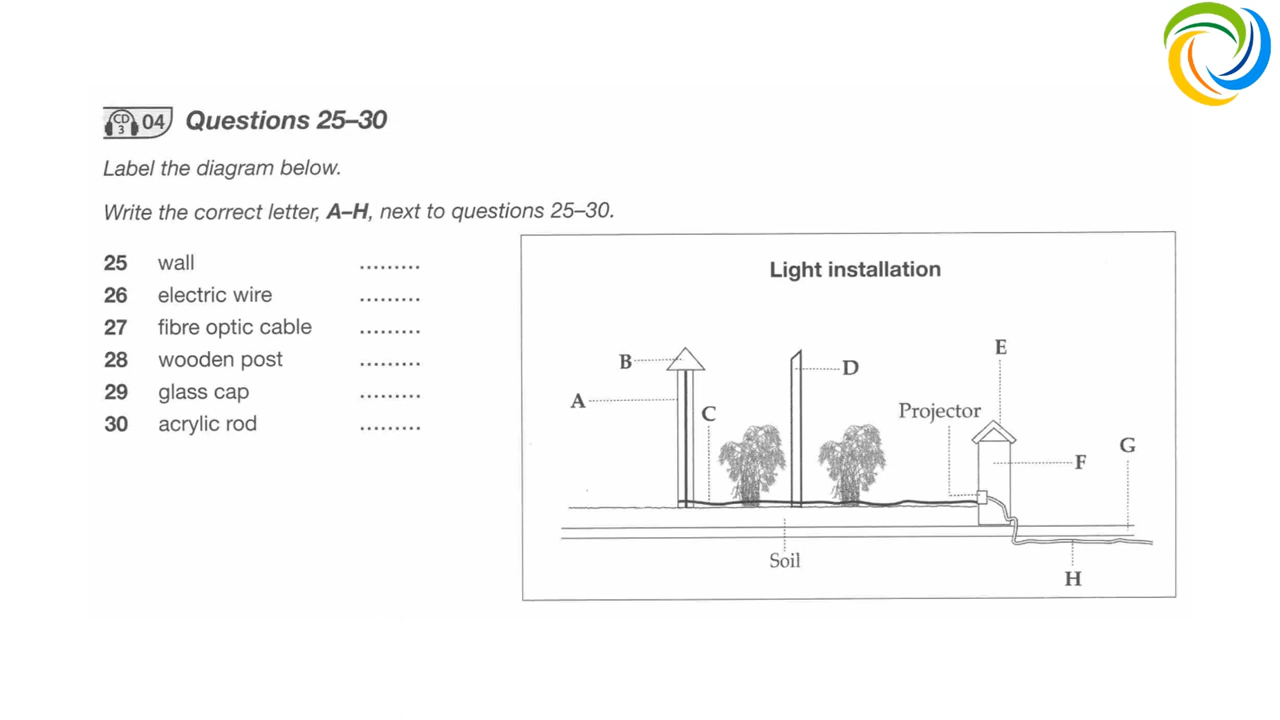 CD 3 04 Questions 25–30
Label the diagram below.
Write the correct letter, A–H, next to questions 25–30.
25 wall .........
26 electric wire .........
27 fibre optic cable .........
28 wooden post .........
29 glass cap .........
30 acrylic rod .........
Light installation
E
B
D
A
C
Projector
G
F
Soil
H